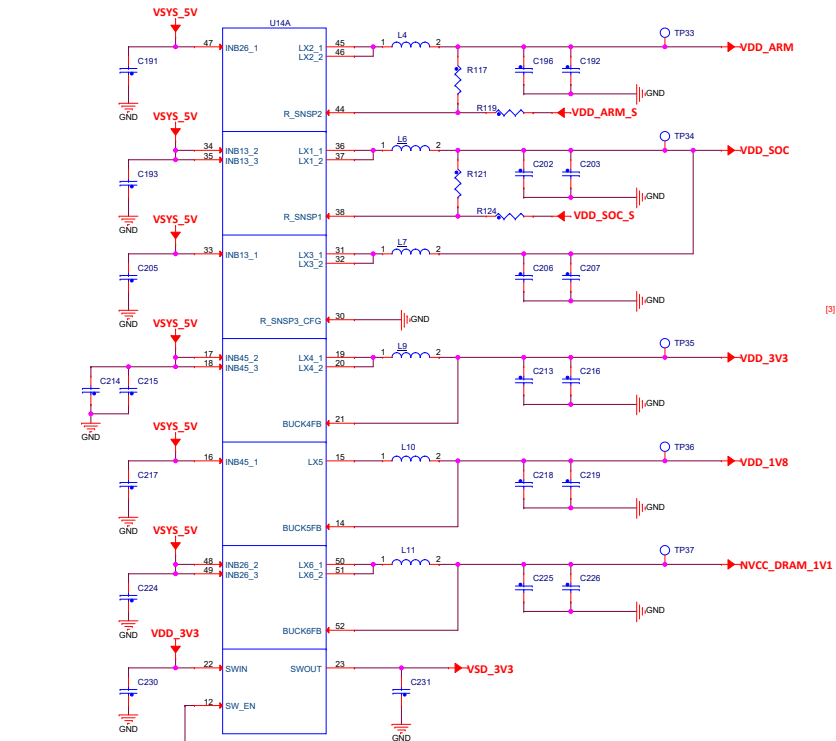 VSYS_5V
U14A
C191
47
INB26_1
LX2_1
45
LX2_2
46
1
L4
2
TP33
VDD_ARM
R117
C196
C192
GND
GND
R_SNSP2
44
R119
VDD_ARM_S
VSYS_5V
34
INB13_2
35
INB13_3
LX1_1
36
LX1_2
37
1
L6
2
TP34
VDD_SOC
C193
R121
C202
C203
GND
GND
R_SNSP1
38
R124
VDD_SOC_S
VSYS_5V
33
INB13_1
LX3_1
31
LX3_2
32
1
L7
2
C205
C206
C207
GND
GND
R_SNSP3_CFG
30
GND
[3]
VSYS_5V
17
INB45_2
18
INB45_3
LX4_1
19
LX4_2
20
1
L9
2
TP35
VDD_3V3
C214
C215
C213
C216
GND
GND
BUCK4FB
21
VSYS_5V
16
INB45_1
LX5
15
1
L10
2
TP36
VDD_1V8
C217
C218
C219
GND
GND
BUCK5FB
14
VSYS_5V
48
INB26_2
49
INB26_3
LX6_1
50
LX6_2
51
1
L11
2
TP37
NVCC_DRAM_1V1
C224
C225
C226
GND
GND
BUCK6FB
52
VDD_3V3
22
SWIN
SWOUT
23
VSD_3V3
C230
C231
12
SW_EN
GND
GND